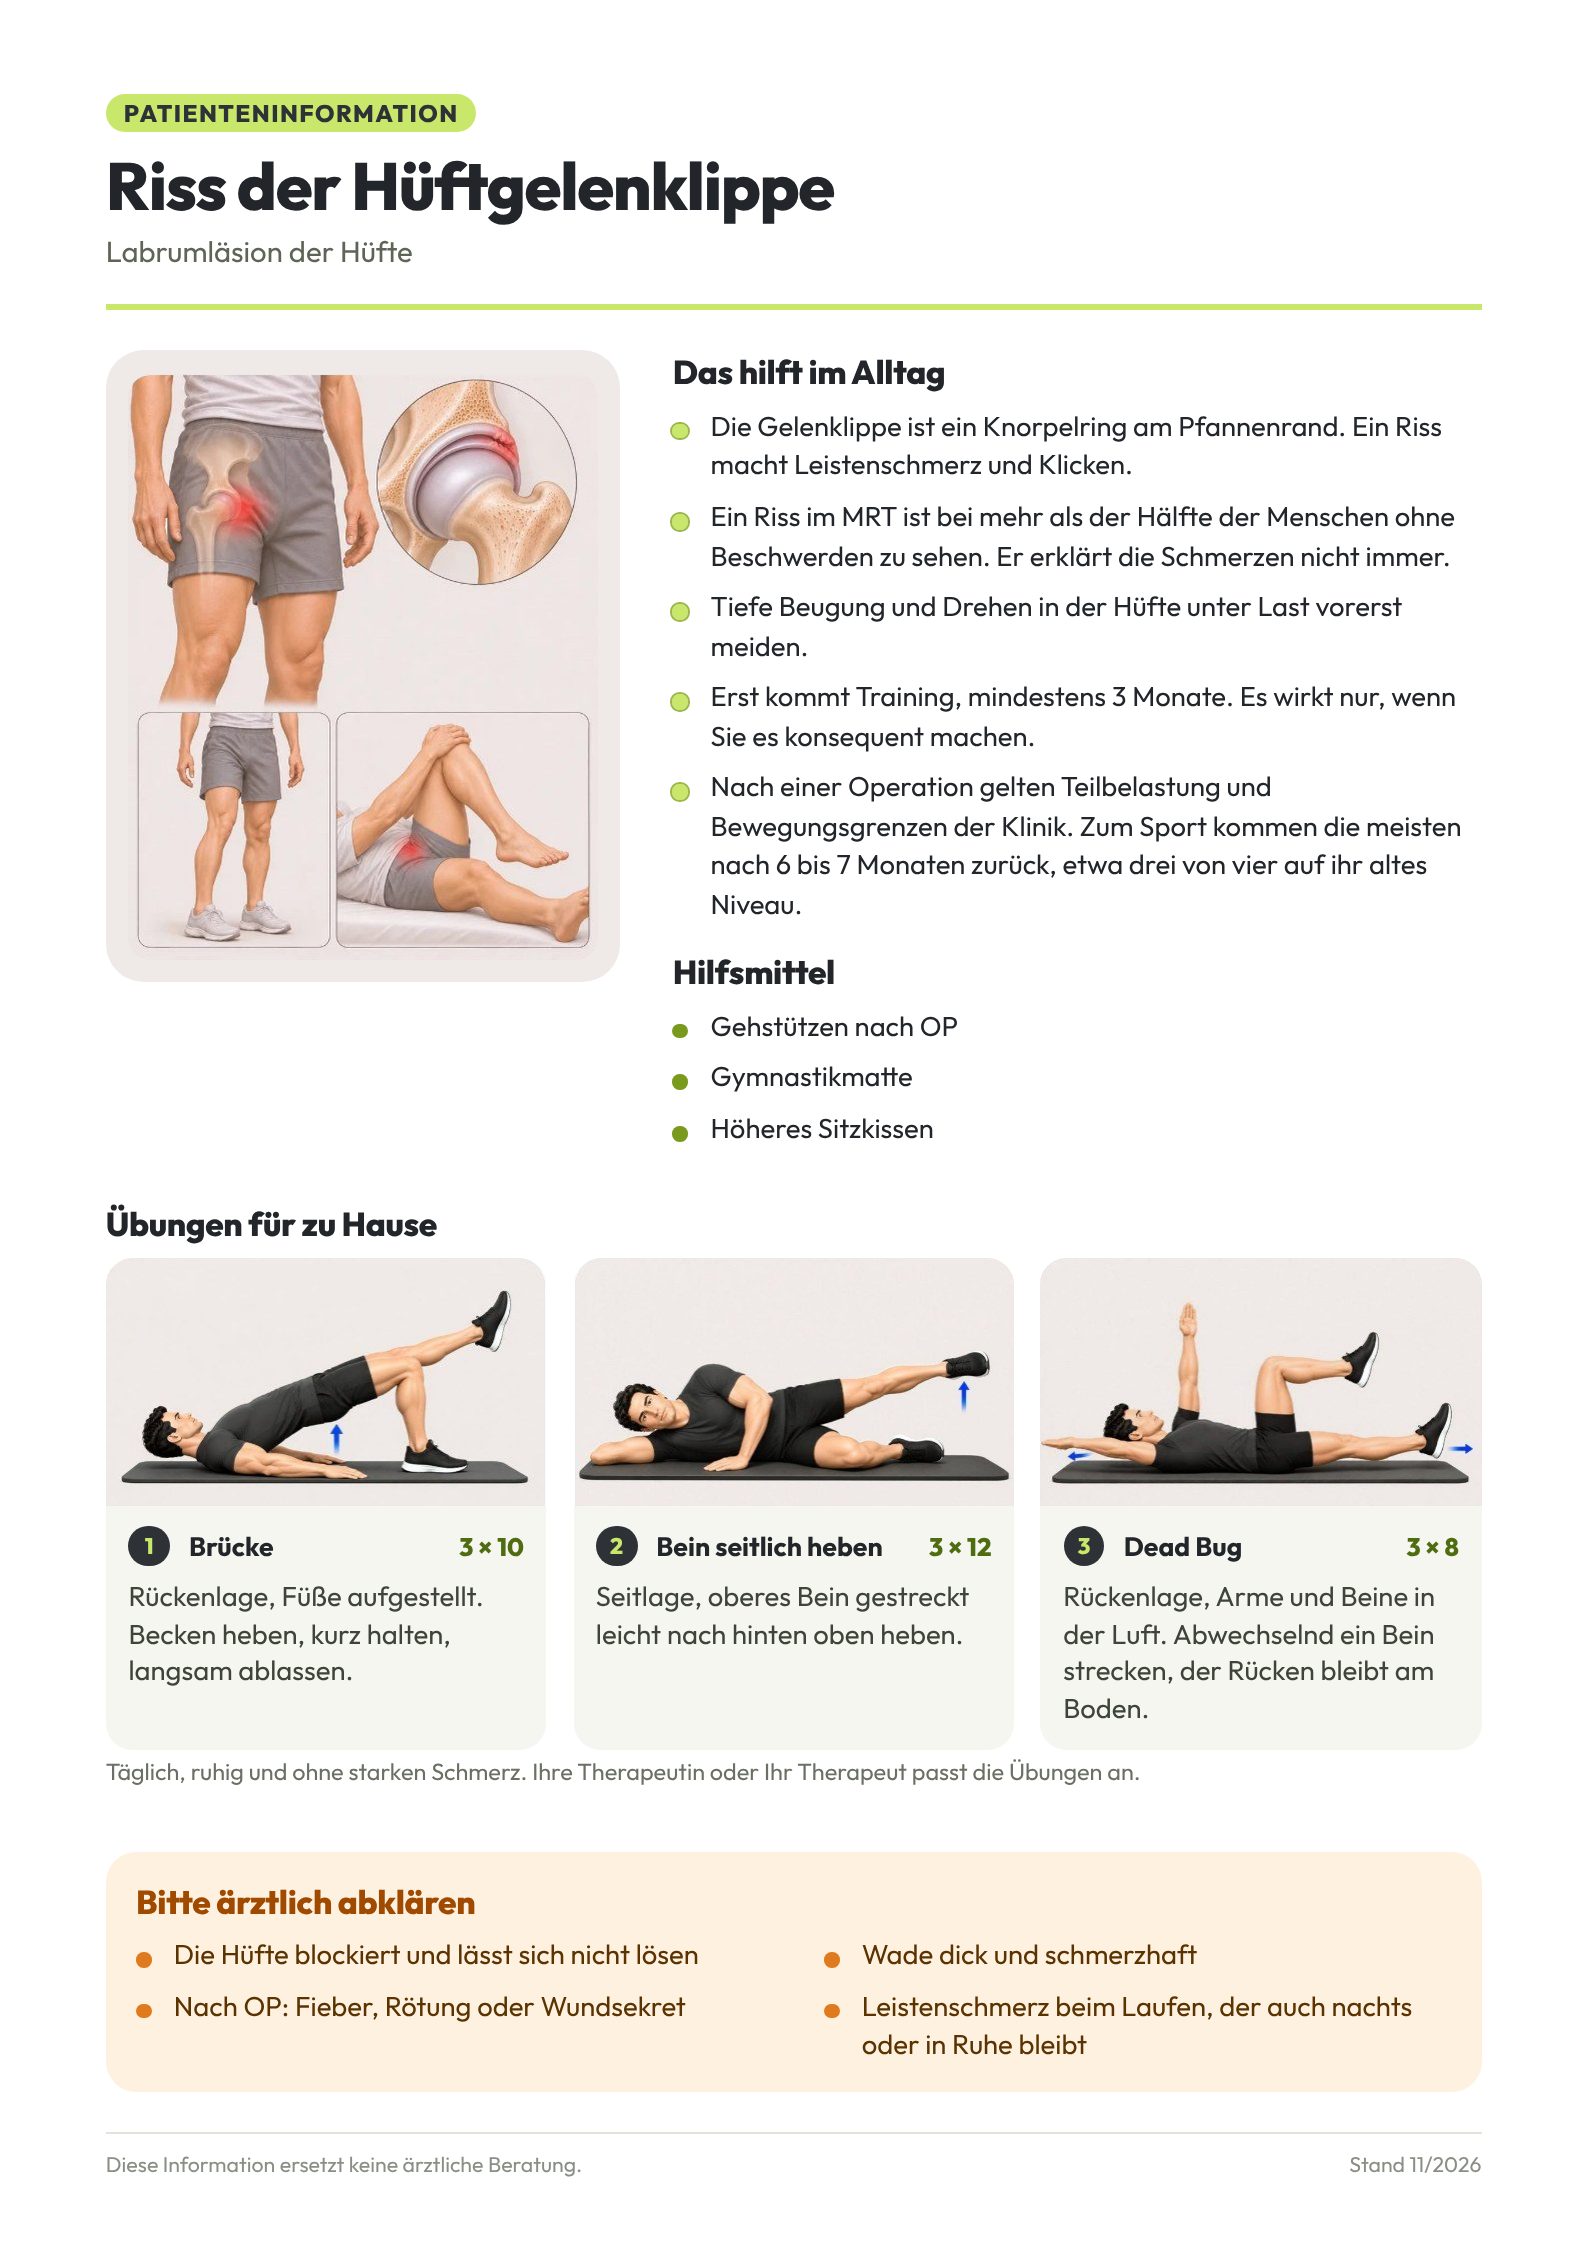 PATIENTENINFORMATION
Riss der Hüftgelenklippe
Labrumläsion der Hüfte
Das hilft im Alltag
Die Gelenklippe ist ein Knorpelring am Pfannenrand. Ein Riss
macht Leistenschmerz und Klicken.
Ein Riss im MRT ist bei mehr als der Hälfte der Menschen ohne
Beschwerden zu sehen. Er erklärt die Schmerzen nicht immer.
Tiefe Beugung und Drehen in der Hüfte unter Last vorerst
meiden.
Erst kommt Training, mindestens 3 Monate. Es wirkt nur, wenn
Sie es konsequent machen.
Nach einer Operation gelten Teilbelastung und
Bewegungsgrenzen der Klinik. Zum Sport kommen die meisten
nach 6 bis 7 Monaten zurück, etwa drei von vier auf ihr altes
Niveau.
Hilfsmittel
Gehstützen nach OP
Gymnastikmatte
Höheres Sitzkissen
Übungen für zu Hause
1 Brücke 3 × 10
Rückenlage, Füße aufgestellt.
Becken heben, kurz halten,
langsam ablassen.
2 Bein seitlich heben 3 × 12
Seitlage, oberes Bein gestreckt
leicht nach hinten oben heben.
3 Dead Bug 3 × 8
Rückenlage, Arme und Beine in
der Luft. Abwechselnd ein Bein
strecken, der Rücken bleibt am
Boden.
Täglich, ruhig und ohne starken Schmerz. Ihre Therapeutin oder Ihr Therapeut passt die Übungen an.
Bitte ärztlich abklären
Die Hüfte blockiert und lässt sich nicht lösen
Nach OP: Fieber, Rötung oder Wundsekret
Wade dick und schmerzhaft
Leistenschmerz beim Laufen, der auch nachts
oder in Ruhe bleibt
Diese Information ersetzt keine ärztliche Beratung.
Stand 11/2026